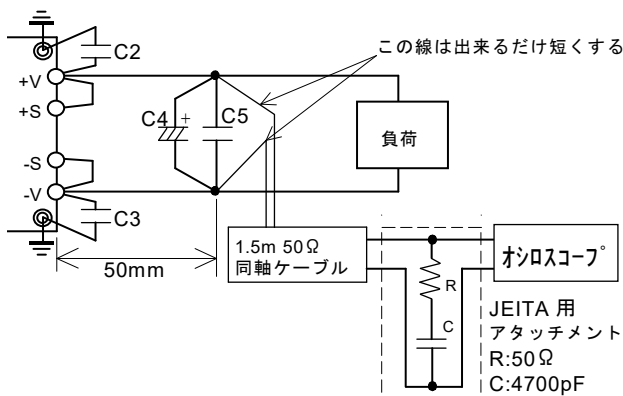 C2
この線は出来るだけ短くする
+V
+S
C4
+
C5
負荷
-S
-V
C3
50mm
1.5m 50Ω
同軸ケーブル
オシロスコープ
R
C
JEITA 用
アタッチメント
R:50Ω
C:4700pF